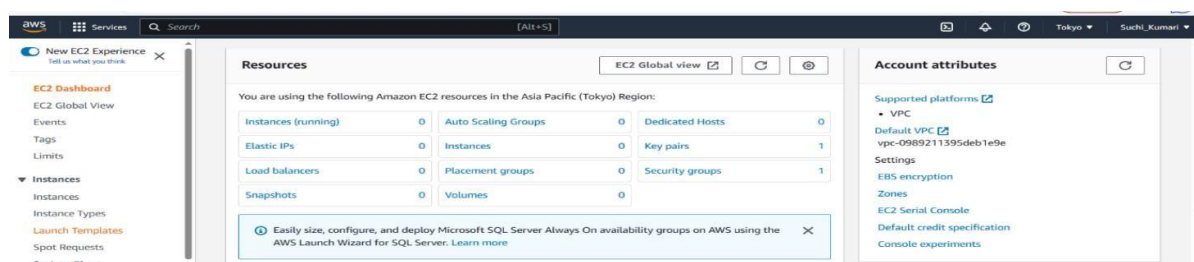 aws Services Search [Alt+S] Tokyo Suchi_Kumari
New EC2 Experience
Tell us what you think
EC2 Dashboard
EC2 Global View
Events
Tags
Limits
Instances
Instances
Instance Types
Launch Templates
Spot Requests
Resources
EC2 Global view
You are using the following Amazon EC2 resources in the Asia Pacific (Tokyo) Region:
Instances (running) 0 Auto Scaling Groups 0 Dedicated Hosts 0
Elastic IPs 0 Instances 0 Key pairs 1
Load balancers 0 Placement groups 0 Security groups 1
Snapshots 0 Volumes 0
Easily size, configure, and deploy Microsoft SQL Server Always On availability groups on AWS using the
AWS Launch Wizard for SQL Server. Learn more
Account attributes
Supported platforms
• VPC
Default VPC
vpc-0989211395deb1e9e
Settings
EBS encryption
Zones
EC2 Serial Console
Default credit specification
Console experiments